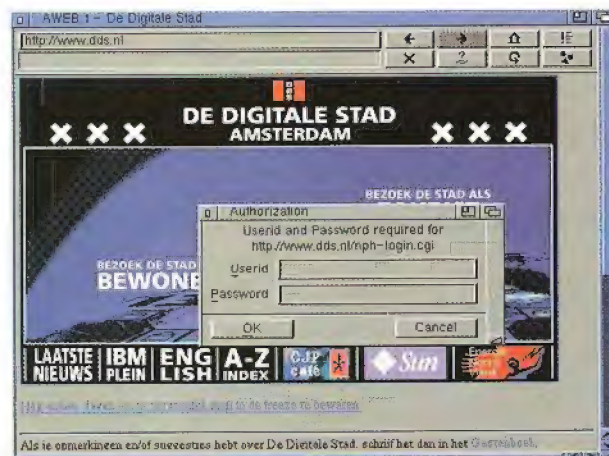 AWEB 1 - De Digitale Stad
http://www.dds.nl
DE DIGITALE STAD
AMSTERDAM
BEZOEK DE STAD ALS
Authorization
Userid and Password required for
http://www.dds.nl/nph-login.cgi
Userid
Password
OK
Cancel
BEZOEK DE STAD
BEWONE
LAATSTE NIEUWS
IBM PLEIN
ENG LISH
A-Z INDEX
CJP café
Sun
Als je opmerkingen en/of suggesties hebt over De Digitale Stad, schrijf het dan in het Gastenboek.